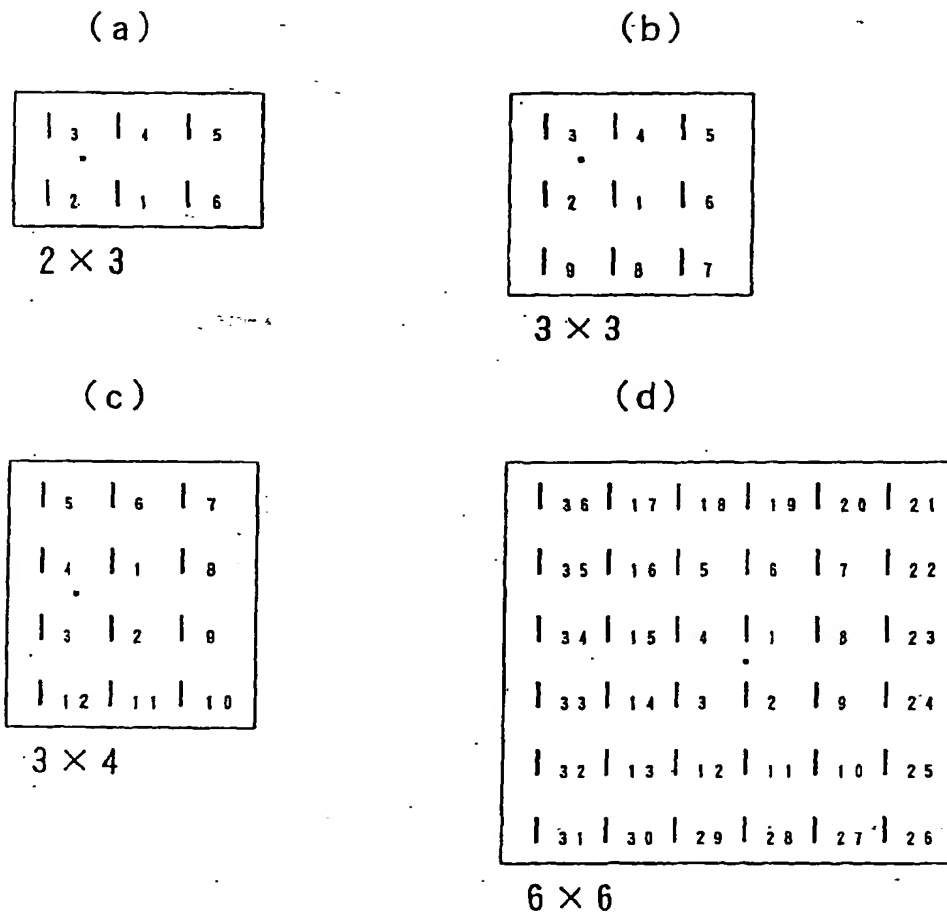 (a)
3 4 5
2 1 6
2 × 3
(b)
3 4 5
2 1 6
9 8 7
3 × 3
(c)
5 6 7
4 1 8
3 2 9
12 11 10
3 × 4
(d)
36 17 18 19 20 21
35 16 5 6 7 22
34 15 4 1 8 23
33 14 3 2 9 24
32 13 12 11 10 25
31 30 29 28 27 26
6 × 6